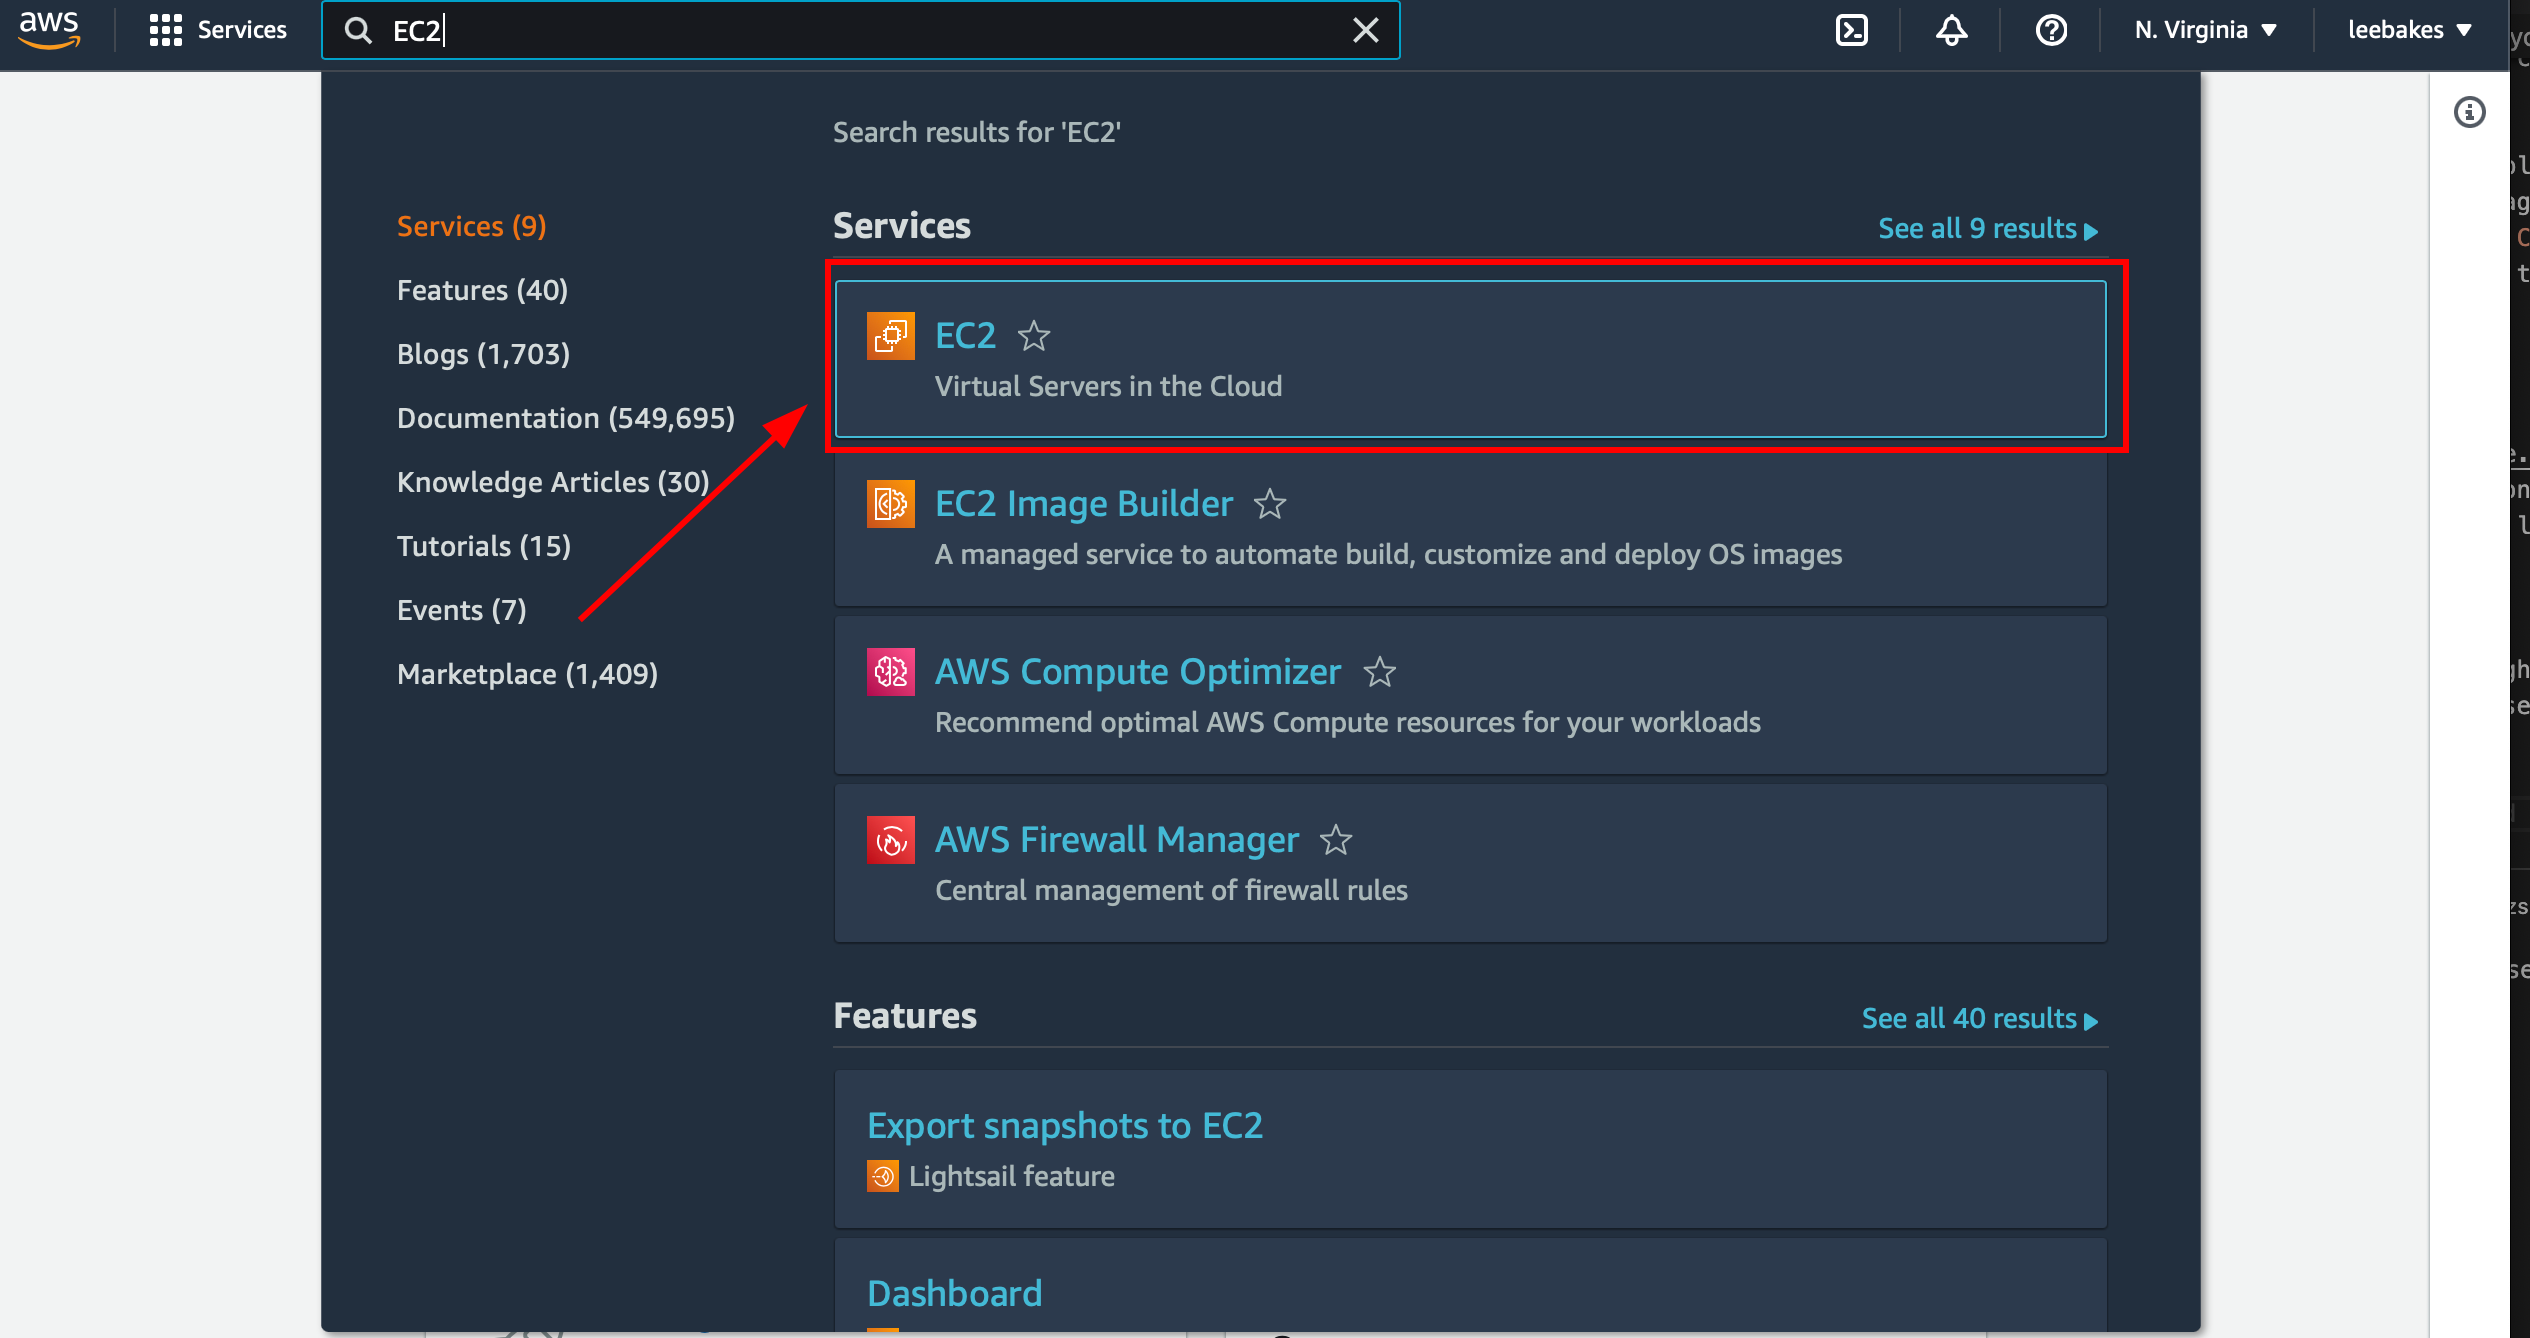 aws
Services
EC2
N. Virginia
leebakes
Search results for 'EC2'
Services (9)
Features (40)
Blogs (1,703)
Documentation (549,695)
Knowledge Articles (30)
Tutorials (15)
Events (7)
Marketplace (1,409)
Services
See all 9 results
EC2
Virtual Servers in the Cloud
EC2 Image Builder
A managed service to automate build, customize and deploy OS images
AWS Compute Optimizer
Recommend optimal AWS Compute resources for your workloads
AWS Firewall Manager
Central management of firewall rules
Features
See all 40 results
Export snapshots to EC2
Lightsail feature
Dashboard